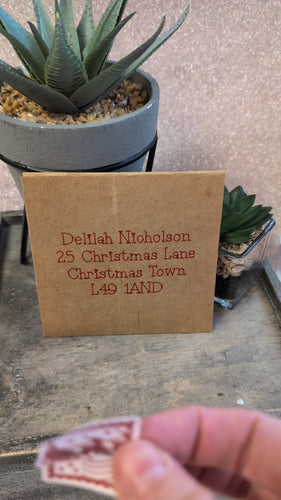 Delilah Nicholson
25 Christmas Lane
Christmas Town
L49 1AND